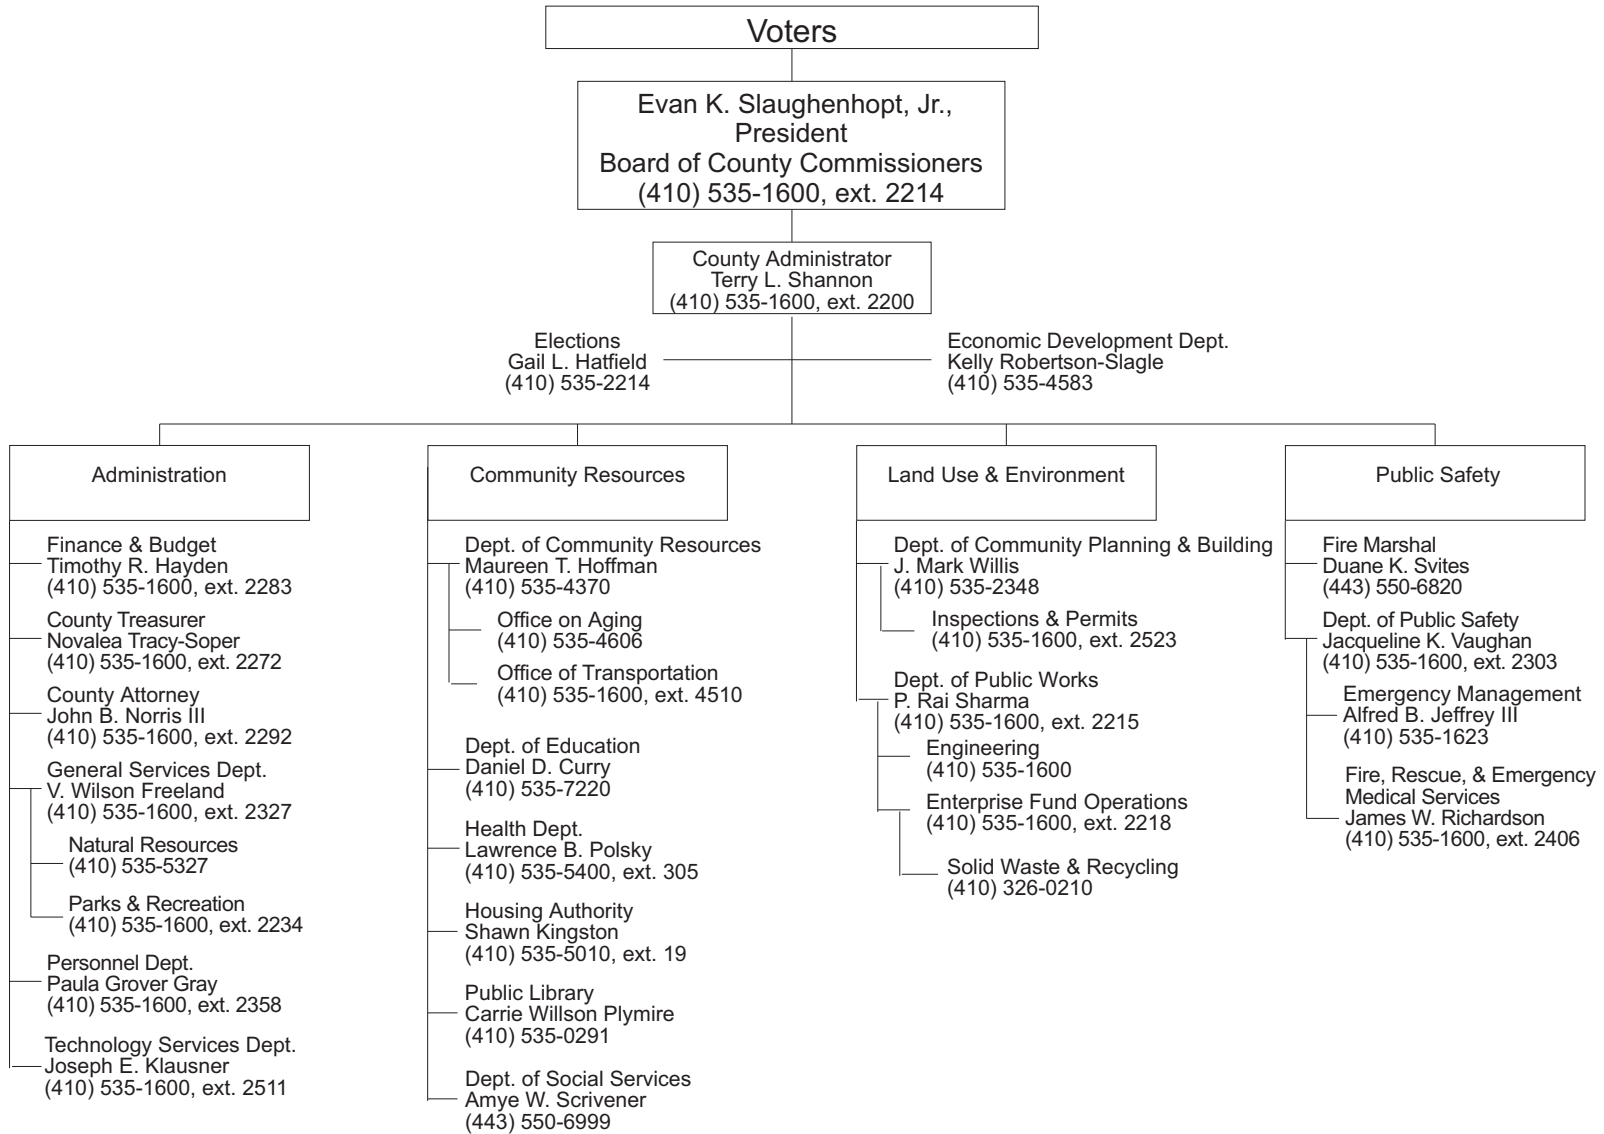 Voters
Evan K. Slaughenhopt, Jr.,
President
Board of County Commissioners
(410) 535-1600, ext. 2214
County Administrator
Terry L. Shannon
(410) 535-1600, ext. 2200
Elections
Gail L. Hatfield
(410) 535-2214
Economic Development Dept.
Kelly Robertson-Slagle
(410) 535-4583
Administration
Finance & Budget
Timothy R. Hayden
(410) 535-1600, ext. 2283
County Treasurer
Novalea Tracy-Soper
(410) 535-1600, ext. 2272
County Attorney
John B. Norris III
(410) 535-1600, ext. 2292
General Services Dept.
V. Wilson Freeland
(410) 535-1600, ext. 2327
Natural Resources
(410) 535-5327
Parks & Recreation
(410) 535-1600, ext. 2234
Personnel Dept.
Paula Grover Gray
(410) 535-1600, ext. 2358
Technology Services Dept.
Joseph E. Klausner
(410) 535-1600, ext. 2511
Community Resources
Dept. of Community Resources
Maureen T. Hoffman
(410) 535-4370
Office on Aging
(410) 535-4606
Office of Transportation
(410) 535-1600, ext. 4510
Dept. of Education
Daniel D. Curry
(410) 535-7220
Health Dept.
Lawrence B. Polsky
(410) 535-5400, ext. 305
Housing Authority
Shawn Kingston
(410) 535-5010, ext. 19
Public Library
Carrie Willson Plymire
(410) 535-0291
Dept. of Social Services
Amye W. Scrivener
(443) 550-6999
Land Use & Environment
Dept. of Community Planning & Building
J. Mark Willis
(410) 535-2348
Inspections & Permits
(410) 535-1600, ext. 2523
Dept. of Public Works
P. Rai Sharma
(410) 535-1600, ext. 2215
Engineering
(410) 535-1600
Enterprise Fund Operations
(410) 535-1600, ext. 2218
Solid Waste & Recycling
(410) 326-0210
Public Safety
Fire Marshal
Duane K. Svites
(443) 550-6820
Dept. of Public Safety
Jacqueline K. Vaughan
(410) 535-1600, ext. 2303
Emergency Management
Alfred B. Jeffrey III
(410) 535-1623
Fire, Rescue, & Emergency
Medical Services
James W. Richardson
(410) 535-1600, ext. 2406